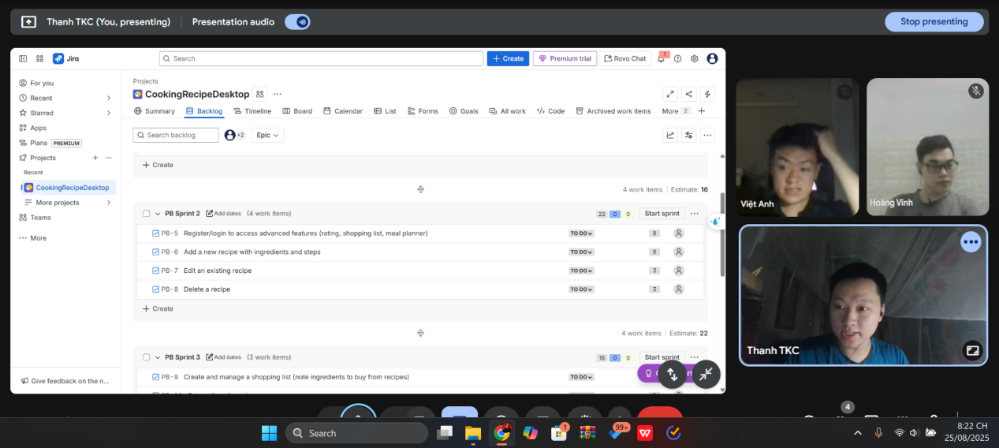 Thanh TKC (You, presenting) Presentation audio Stop presenting
Jira Search Create Premium trial Rovo Chat 1
For you
Recent
Starred
Apps
Plans PREMIUM
Projects
Recent
CookingRecipeDesktop
More projects
Teams
More
Give feedback on the n...
Projects
CookingRecipeDesktop
Summary Backlog Timeline Board Calendar List Forms Goals All work Code Archived work items More 2
Search backlog +2 Epic
Create
4 work items Estimate: 16
PB Sprint 2 Add dates (4 work items) 22 0 0 Start sprint
PB-5 Register/login to access advanced features (rating, shopping list, meal planner) TO DO 8
PB-6 Add a new recipe with ingredients and steps TO DO 8
PB-7 Edit an existing recipe TO DO 3
PB-8 Delete a recipe TO DO 3
Create
4 work items Estimate: 22
PB Sprint 3 Add dates (3 work items) 18 0 0 Start sprint
PB-9 Create and manage a shopping list (note ingredients to buy from recipes) TO DO
Việt Anh
Hoàng Vinh
Thanh TKC
4
Search 1 99+
8:22 CH
25/08/2025